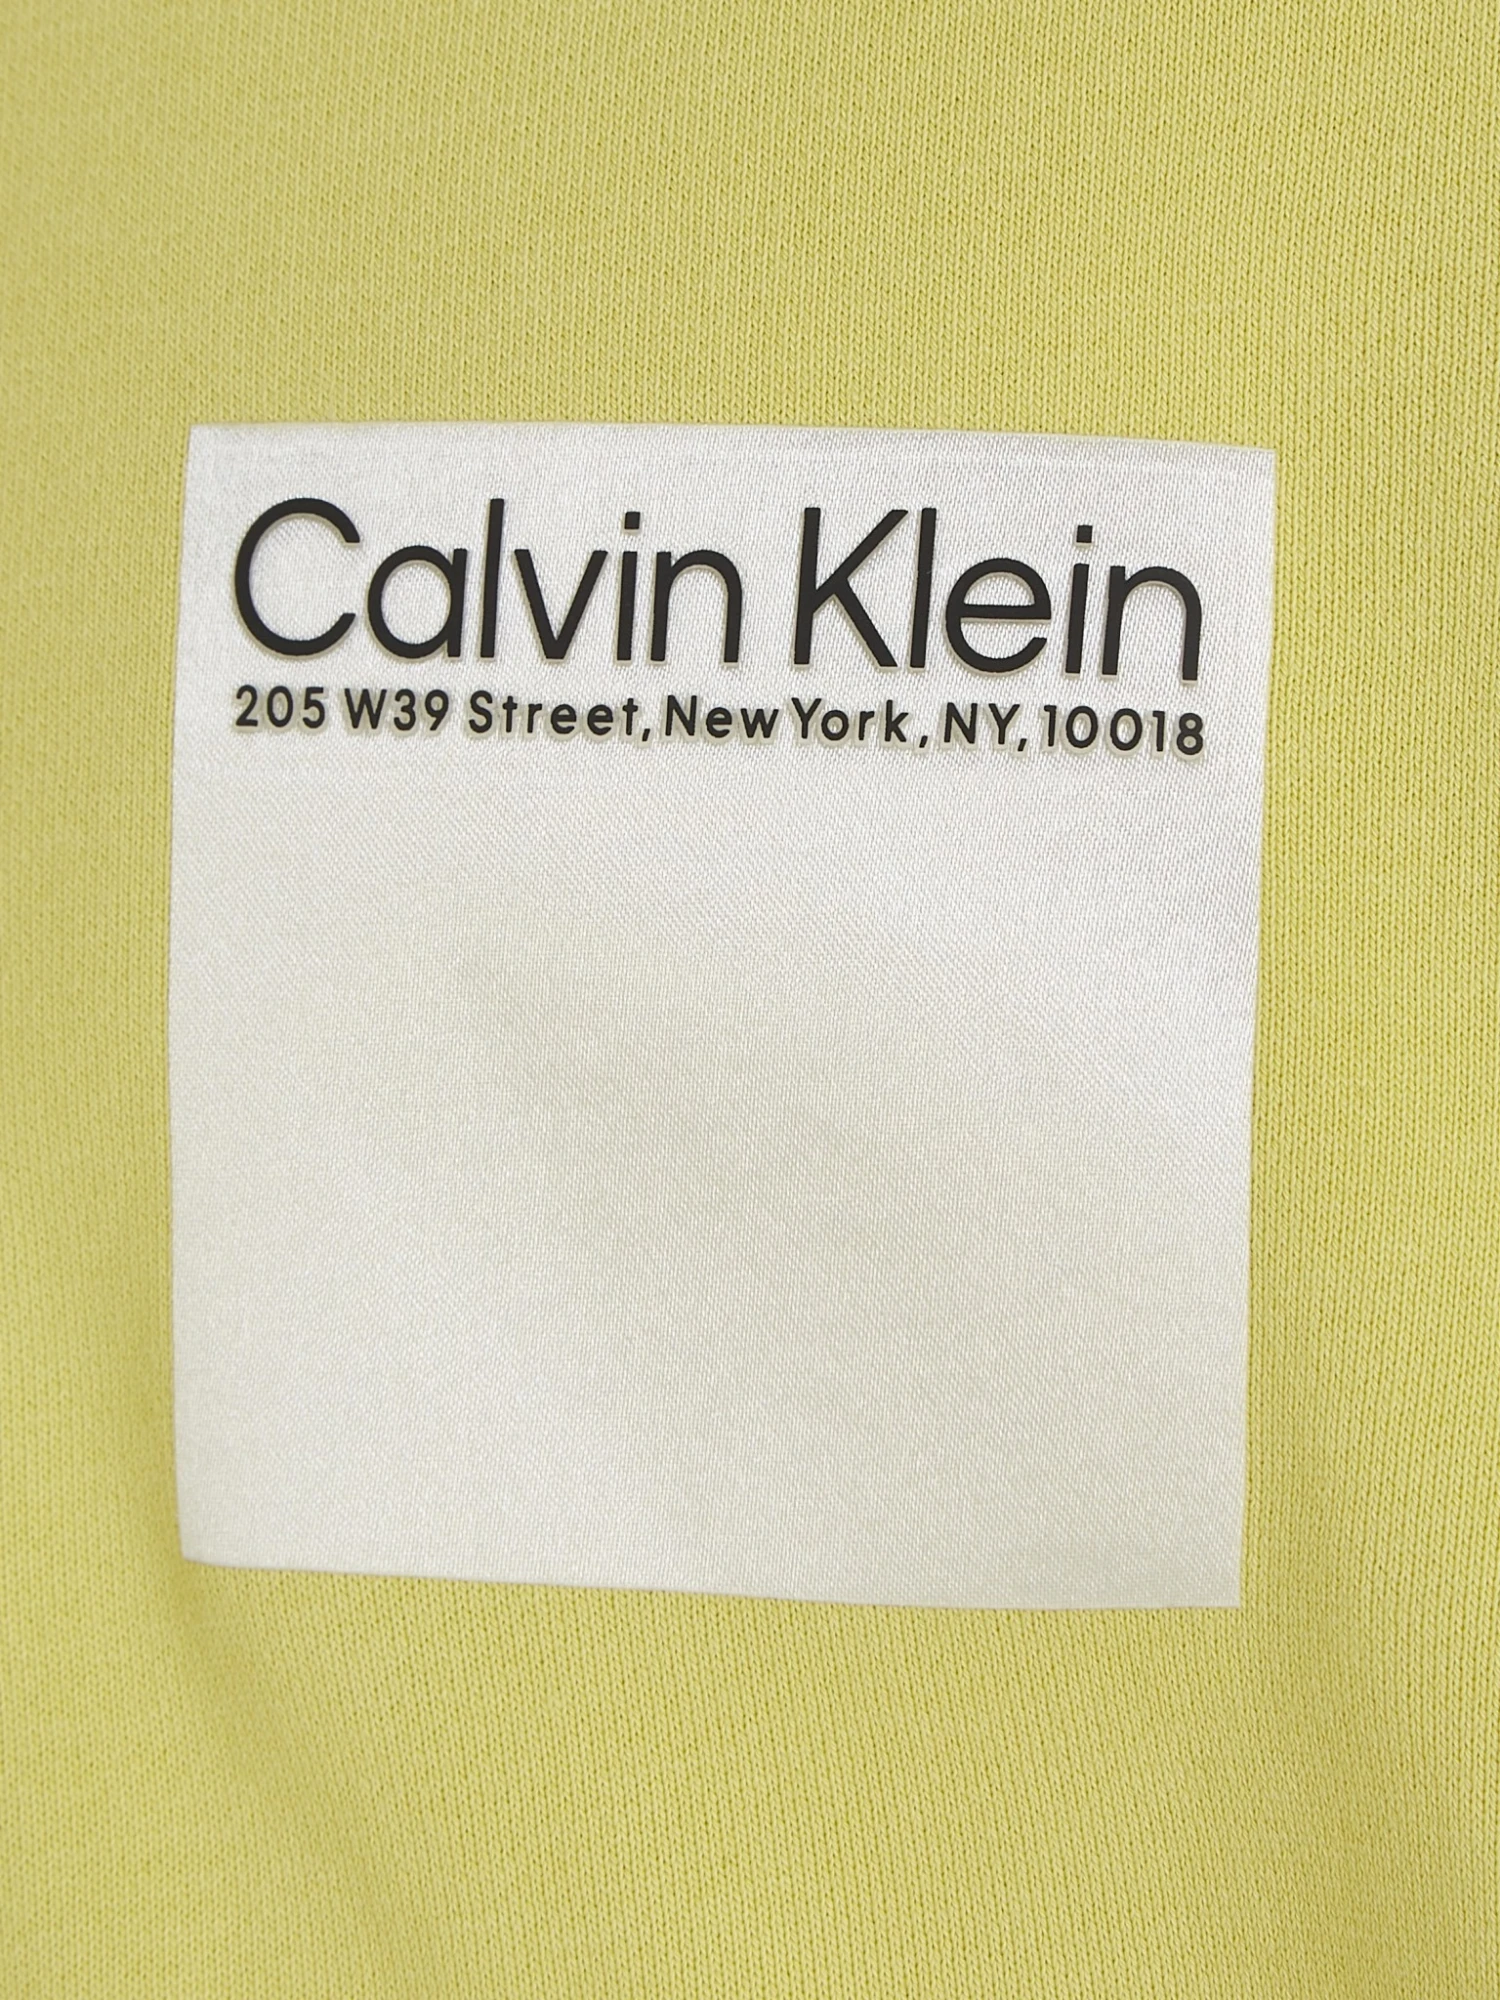 Calvin Klein
205 W39 Street, New York, NY, 10018